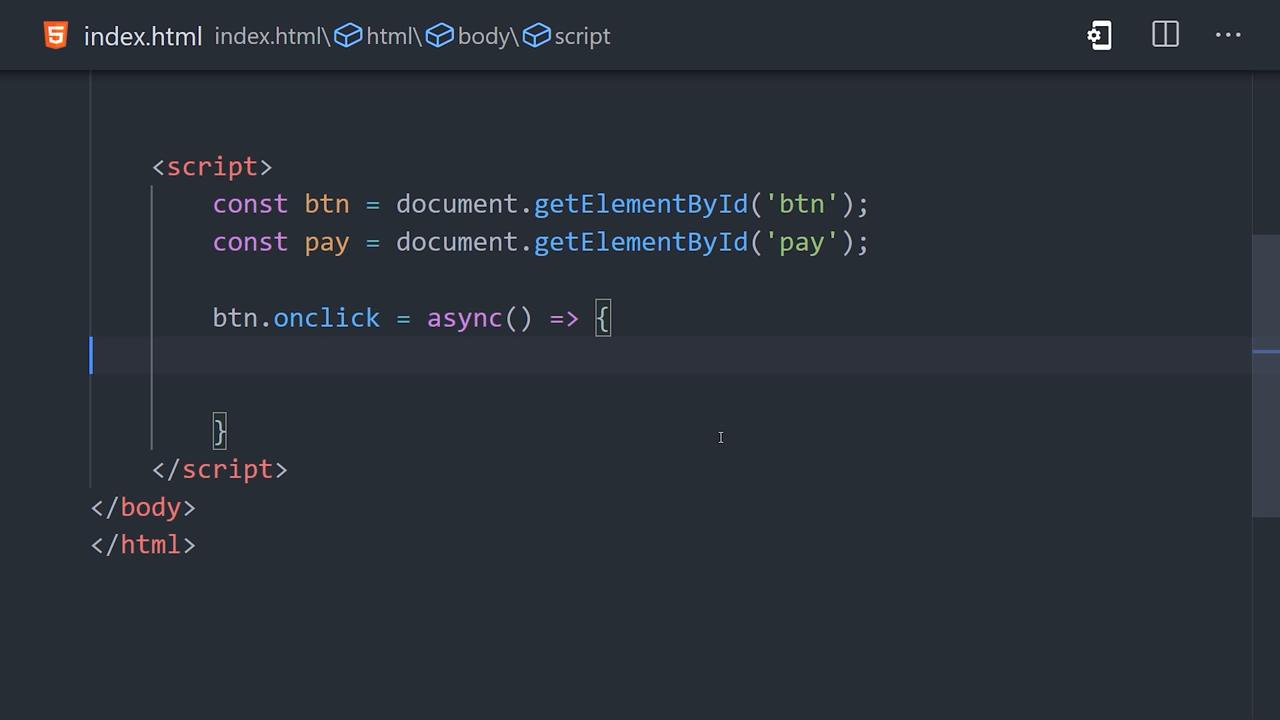 index.html index.html\html\body\script
<script>
const btn = document.getElementById('btn');
const pay = document.getElementById('pay');
btn.onclick = async() => {
}
</script>
</body>
</html>